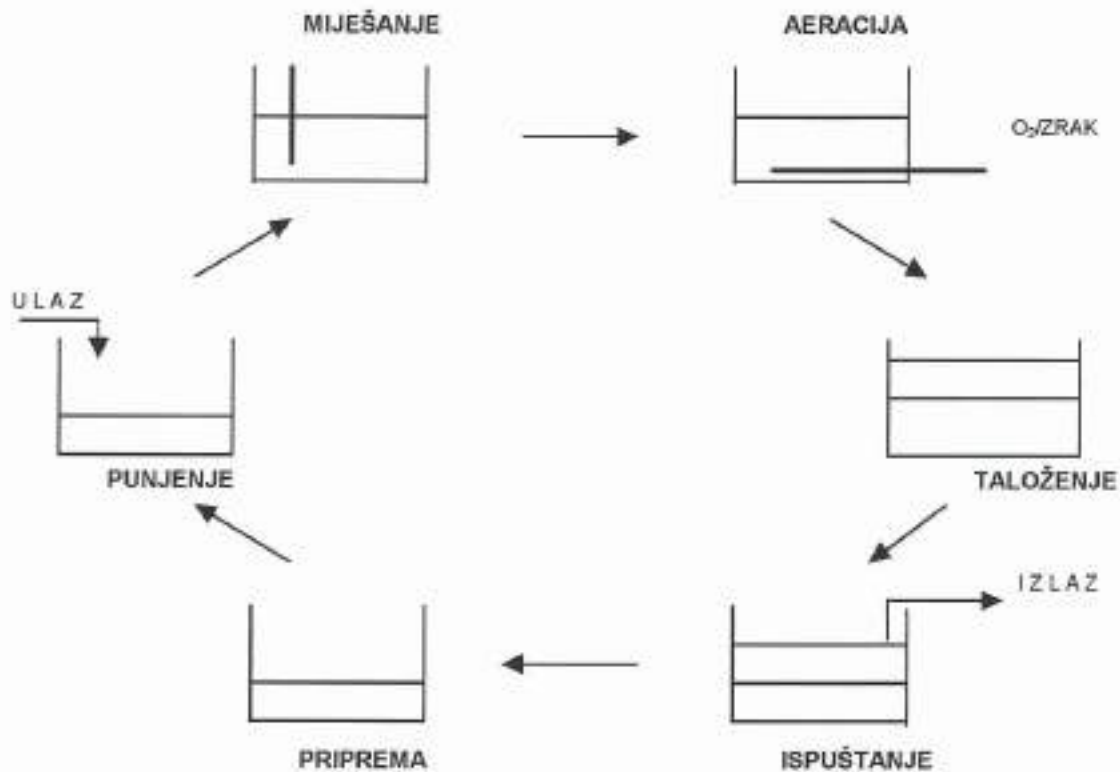 MIJEŠANJE
AERACIJA
O₂/ZRAK
ULAZ
PUNJENJE
TALOŽENJE
IZLAZ
PRIPREMA
ISPUŠTANJE